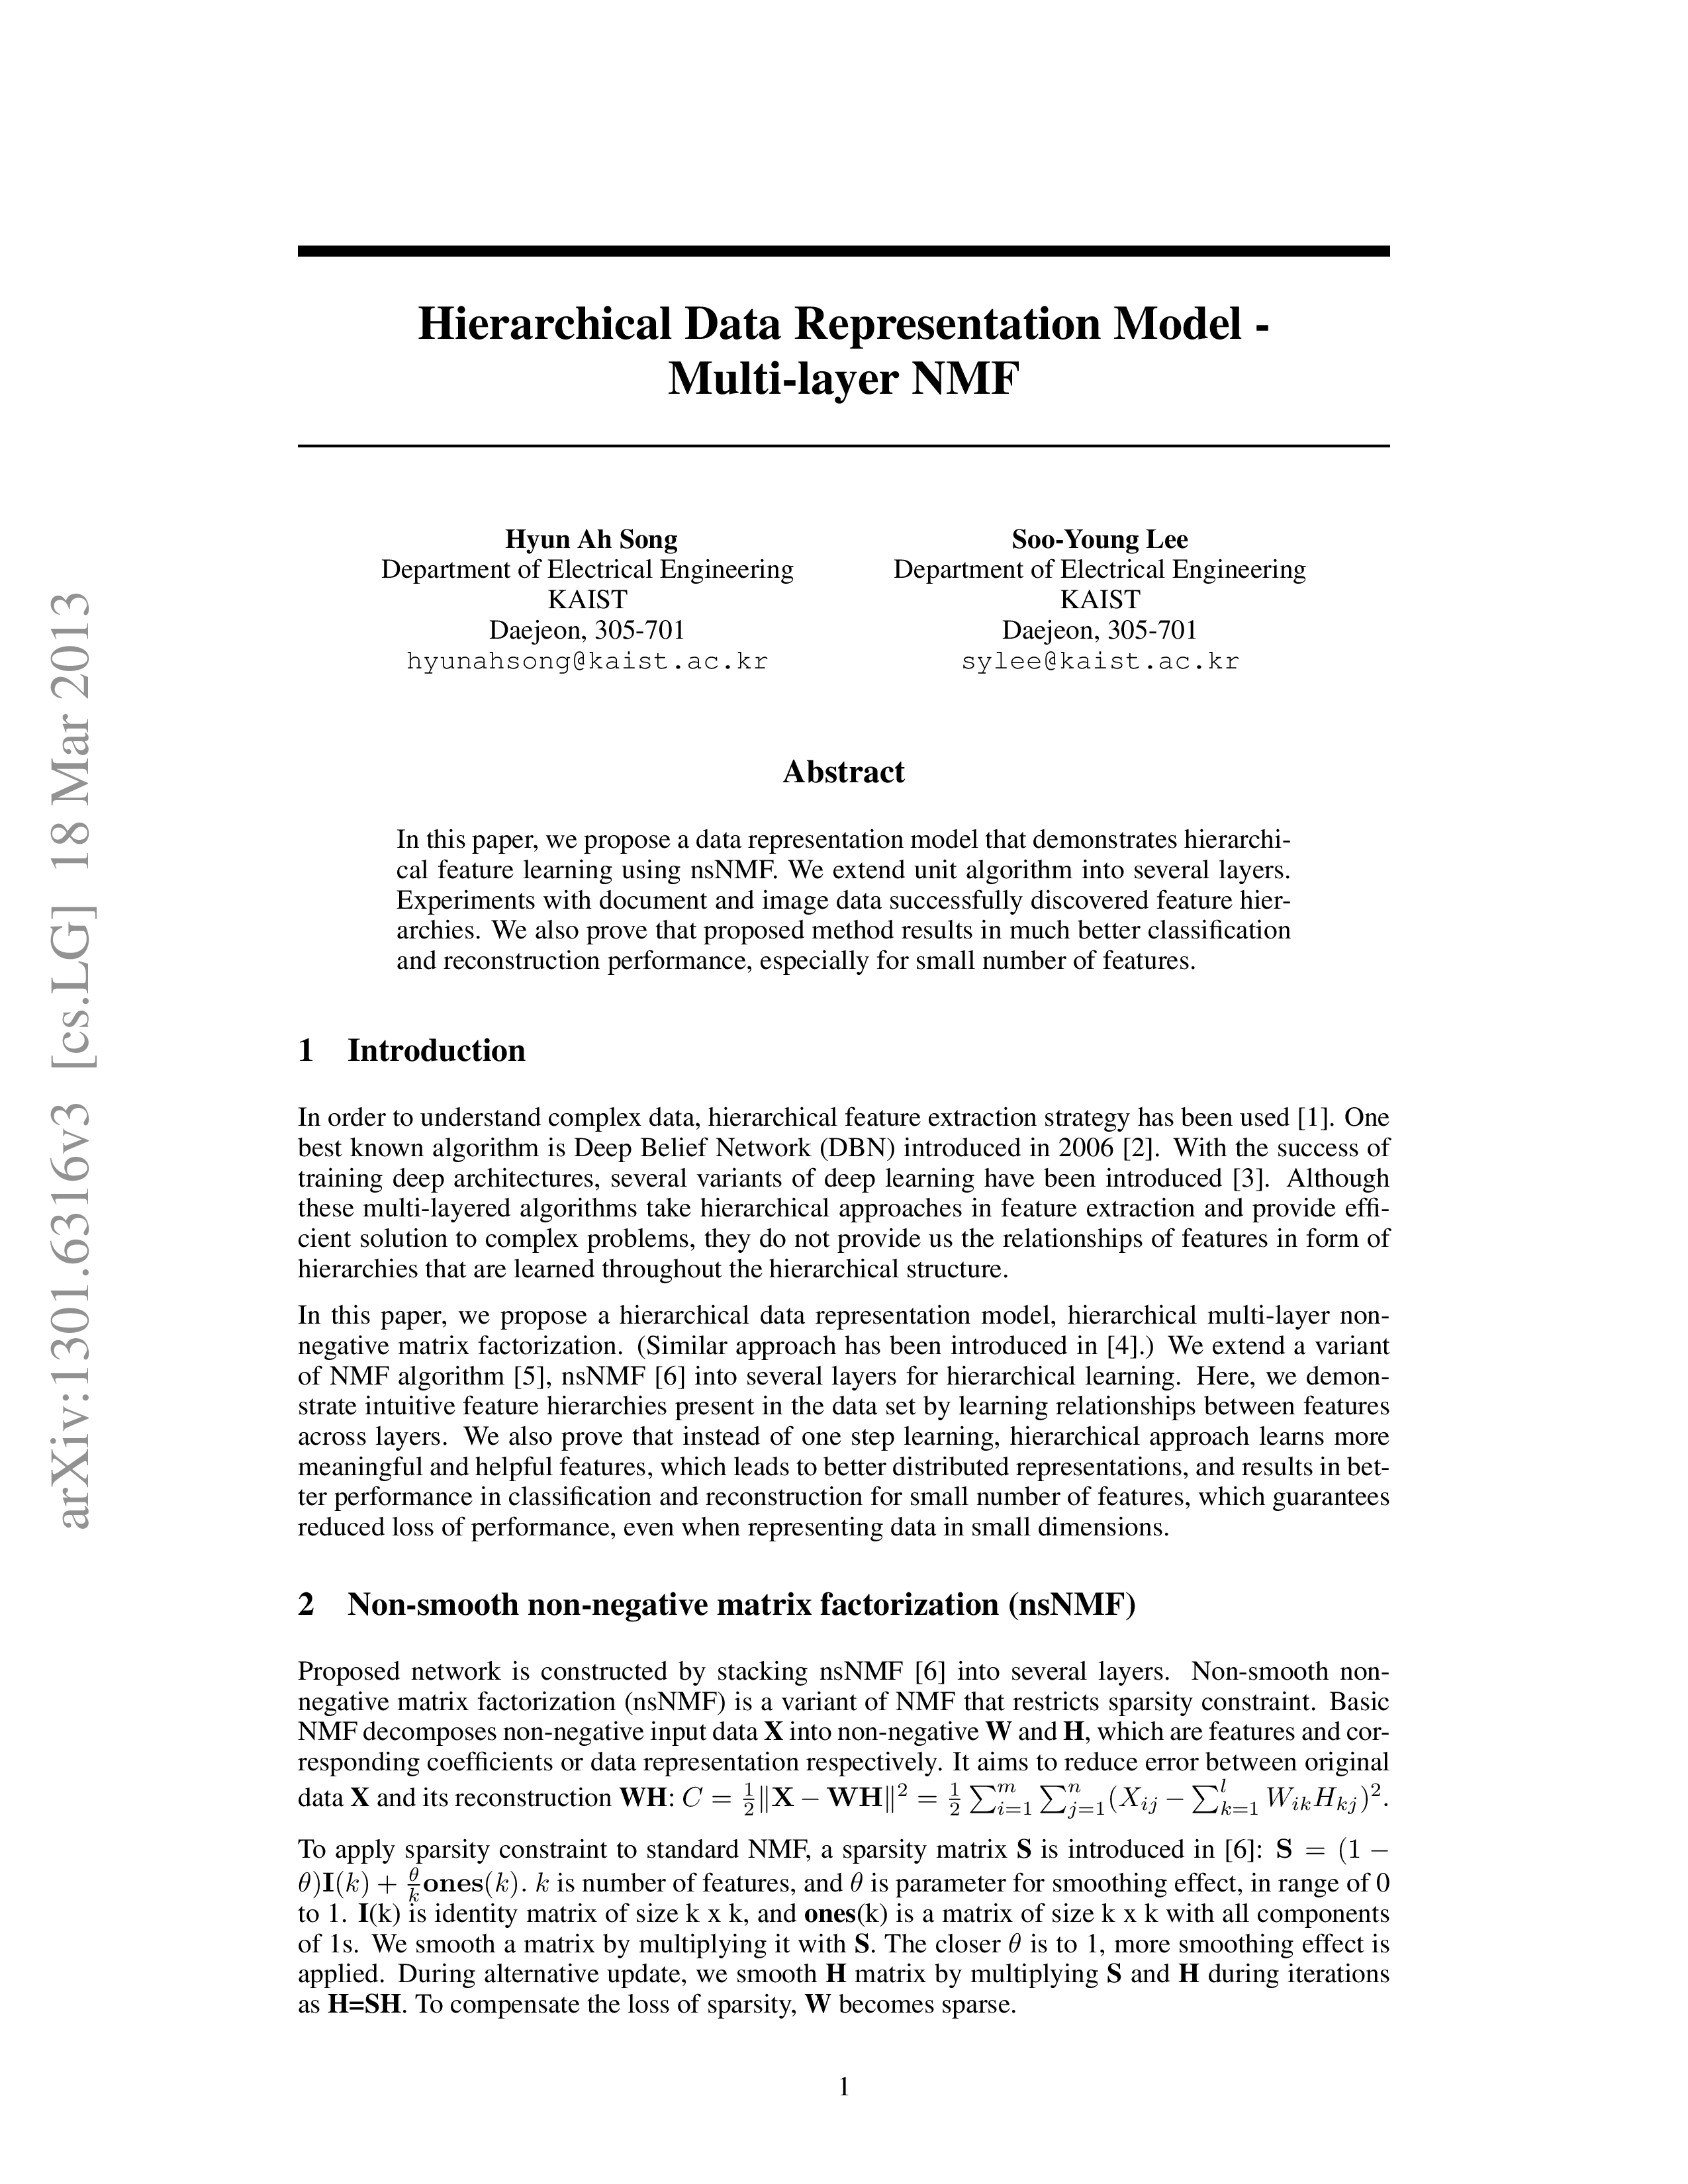 arXiv:1301.6316v3 [cs.LG] 18 Mar 2013
Hierarchical Data Representation Model -
Multi-layer NMF
Hyun Ah Song
Department of Electrical Engineering
KAIST
Daejeon, 305-701
hyunahsong@kaist.ac.kr
Soo-Young Lee
Department of Electrical Engineering
KAIST
Daejeon, 305-701
sylee@kaist.ac.kr
Abstract
In this paper, we propose a data representation model that demonstrates hierarchi-
cal feature learning using nsNMF. We extend unit algorithm into several layers.
Experiments with document and image data successfully discovered feature hier-
archies. We also prove that proposed method results in much better classification
and reconstruction performance, especially for small number of features.
1 Introduction
In order to understand complex data, hierarchical feature extraction strategy has been used [1]. One
best known algorithm is Deep Belief Network (DBN) introduced in 2006 [2]. With the success of
training deep architectures, several variants of deep learning have been introduced [3]. Although
these multi-layered algorithms take hierarchical approaches in feature extraction and provide effi-
cient solution to complex problems, they do not provide us the relationships of features in form of
hierarchies that are learned throughout the hierarchical structure.
In this paper, we propose a hierarchical data representation model, hierarchical multi-layer non-
negative matrix factorization. (Similar approach has been introduced in [4].) We extend a variant
of NMF algorithm [5], nsNMF [6] into several layers for hierarchical learning. Here, we demon-
strate intuitive feature hierarchies present in the data set by learning relationships between features
across layers. We also prove that instead of one step learning, hierarchical approach learns more
meaningful and helpful features, which leads to better distributed representations, and results in bet-
ter performance in classification and reconstruction for small number of features, which guarantees
reduced loss of performance, even when representing data in small dimensions.
2 Non-smooth non-negative matrix factorization (nsNMF)
Proposed network is constructed by stacking nsNMF [6] into several layers. Non-smooth non-
negative matrix factorization (nsNMF) is a variant of NMF that restricts sparsity constraint. Basic
NMF decomposes non-negative input data X into non-negative W and H, which are features and cor-
responding coefficients or data representation respectively. It aims to reduce error between original
data X and its reconstruction WH: C = \frac{1}{2}‖X − WH‖² = \frac{1}{2} ∑_{i=1}^{m} ∑_{j=1}^{n} (X_{ij} − ∑_{k=1}^{l} W_{ik}H_{kj})².
To apply sparsity constraint to standard NMF, a sparsity matrix S is introduced in [6]: S = (1 −
θ)I(k) + \frac{θ}{k}ones(k). k is number of features, and θ is parameter for smoothing effect, in range of 0
to 1. I(k) is identity matrix of size k x k, and ones(k) is a matrix of size k x k with all components
of 1s. We smooth a matrix by multiplying it with S. The closer θ is to 1, more smoothing effect is
applied. During alternative update, we smooth H matrix by multiplying S and H during iterations
as H=SH. To compensate the loss of sparsity, W becomes sparse.
1